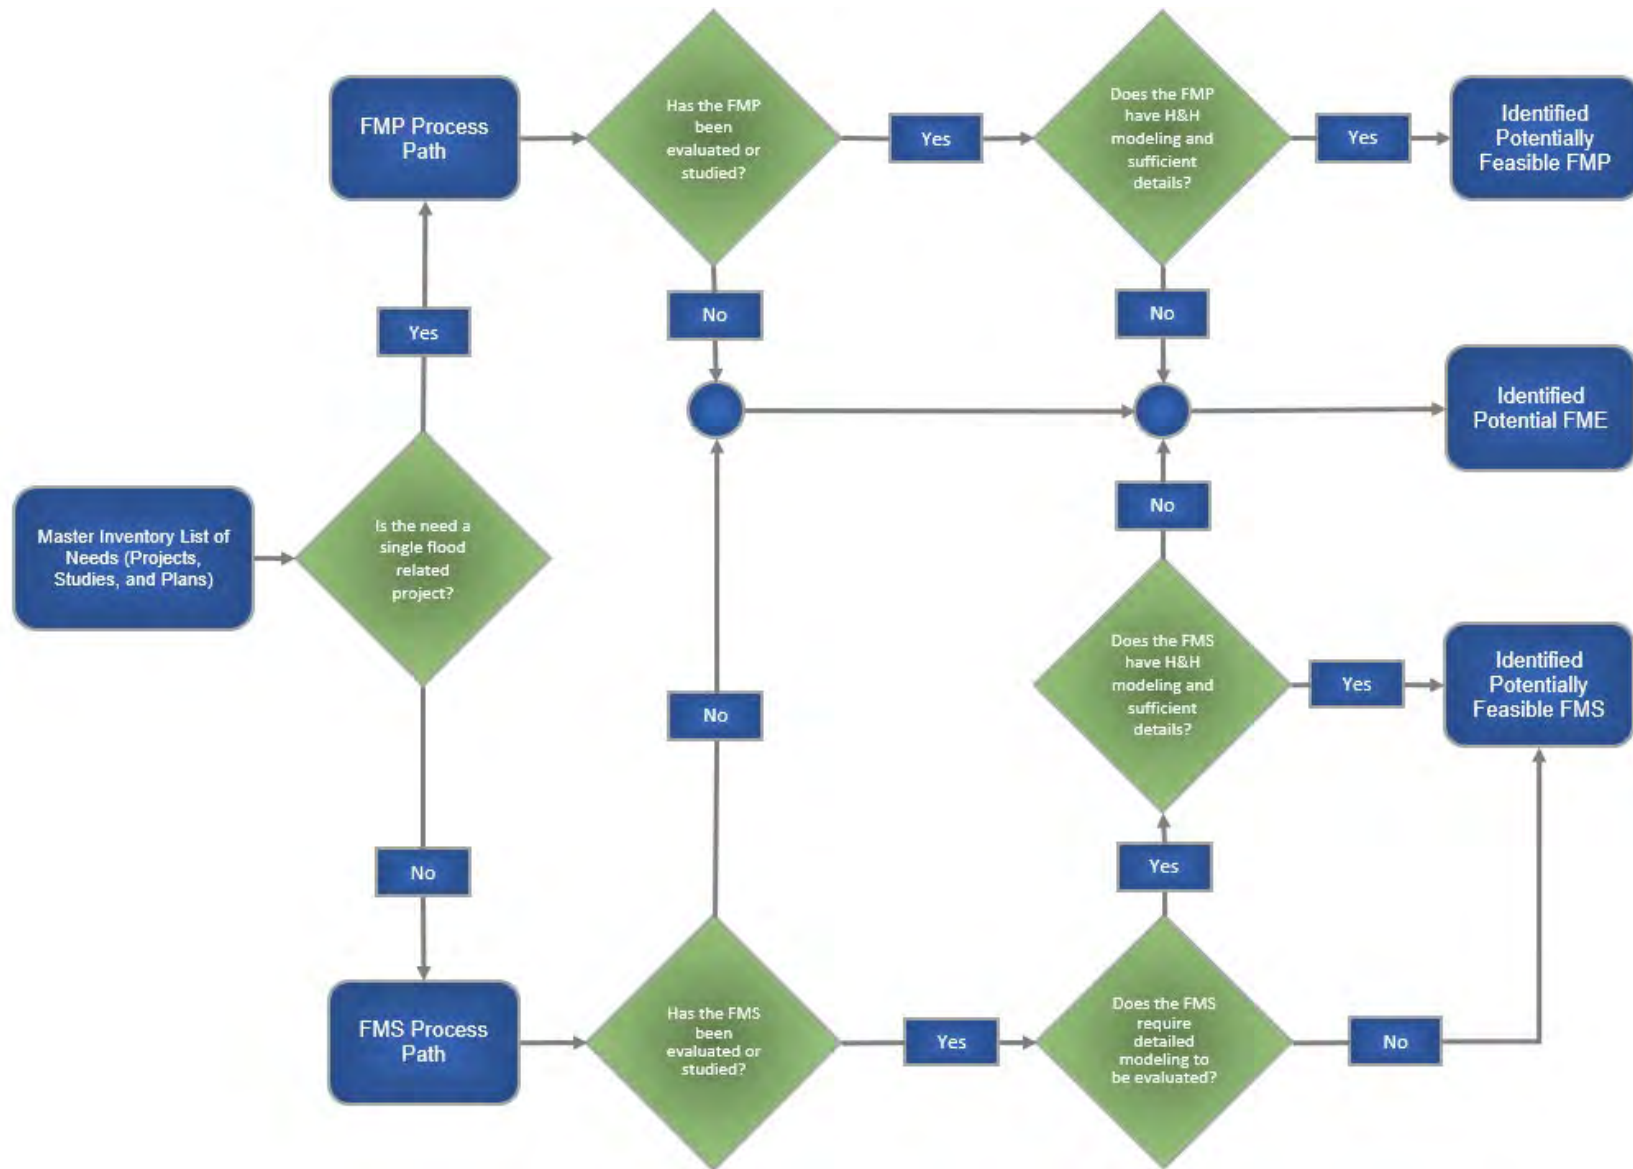 FMP Process
Path
Has the FMP
been
evaluated or
studied?
Yes
Does the FMP
have H&H
modeling and
sufficient
details?
Yes
Identified
Potentially
Feasible FMP
No
No
Yes
Identified
Potential FME
Master Inventory List of
Needs (Projects,
Studies, and Plans)
Is the need a
single flood
related
project?
No
Does the FMS
have H&H
modeling and
sufficient
details?
Yes
Identified
Potentially
Feasible FMS
No
No
Yes
FMS Process
Path
Has the FMS
been
evaluated or
studied?
Yes
Does the FMS
require
detailed
modeling to
be evaluated?
No